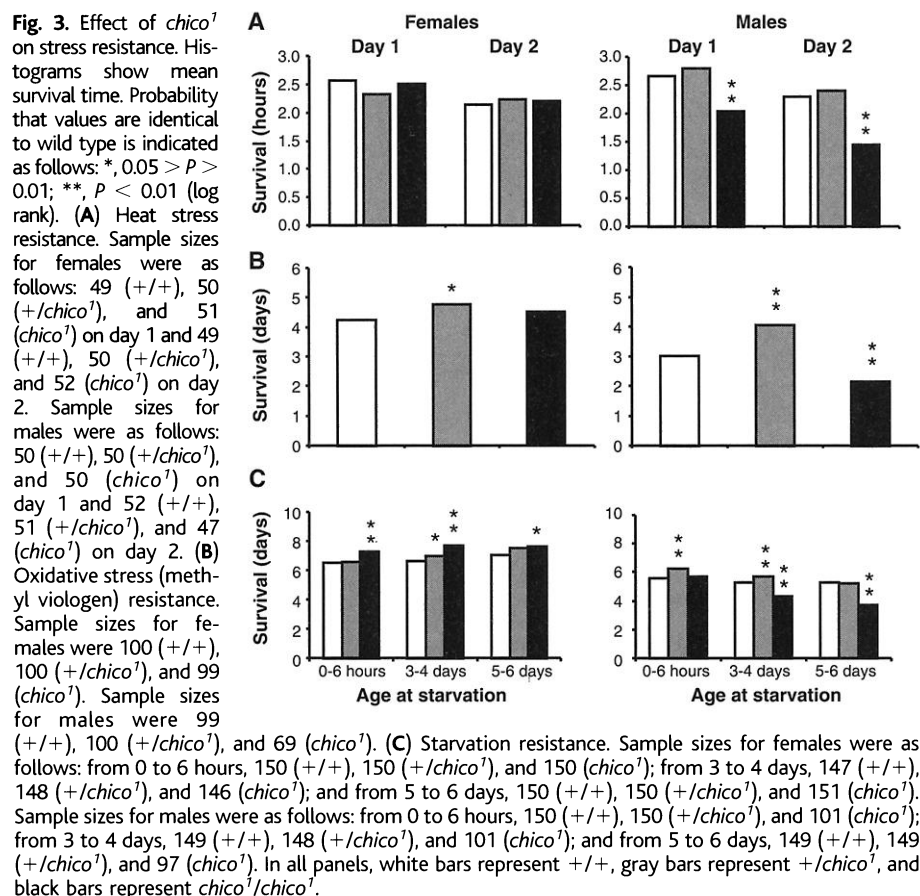 Fig. 3. Effect of chico¹
on stress resistance. His-
tograms show mean
survival time. Probability
that values are identical
to wild type is indicated
as follows: *, 0.05 > P >
0.01; **, P < 0.01 (log
rank). (A) Heat stress
resistance. Sample sizes
for females were as
follows: 49 (+/+), 50
(+/chico¹), and 51
(chico¹) on day 1 and 49
(+/+), 50 (+/chico¹),
and 52 (chico¹) on day
2. Sample sizes for
males were as follows:
50 (+/+), 50 (+/chico¹),
and 50 (chico¹) on
day 1 and 52 (+/+),
51 (+/chico¹), and 47
(chico¹) on day 2. (B)
Oxidative stress (meth-
yl viologen) resistance.
Sample sizes for fe-
males were 100 (+/+),
100 (+/chico¹), and 99
(chico¹). Sample sizes
for males were 99
(+/+), 100 (+/chico¹), and 69 (chico¹). (C) Starvation resistance. Sample sizes for females were as
follows: from 0 to 6 hours, 150 (+/+), 150 (+/chico¹), and 150 (chico¹); from 3 to 4 days, 147 (+/+),
148 (+/chico¹), and 146 (chico¹); and from 5 to 6 days, 150 (+/+), 150 (+/chico¹), and 151 (chico¹).
Sample sizes for males were as follows: from 0 to 6 hours, 150 (+/+), 150 (+/chico¹), and 101 (chico¹);
from 3 to 4 days, 149 (+/+), 148 (+/chico¹), and 101 (chico¹); and from 5 to 6 days, 149 (+/+), 149
(+/chico¹), and 97 (chico¹). In all panels, white bars represent +/+, gray bars represent +/chico¹, and
black bars represent chico¹/chico¹.
A
Females
Day 1 Day 2
Survival (hours)
3.0
2.5
2.0
1.5
1.0
0.5
0.0
Males
Day 1 Day 2
3.0
2.5
2.0
1.5
1.0
0.5
0.0
**
**
B
Survival (days)
6
5
4
3
2
1
0
*
6
5
4
3
2
1
0
**
**
C
Survival (days)
10
8
6
4
2
0
**
*
**
*
0-6 hours 3-4 days 5-6 days
Age at starvation
10
8
6
4
2
0
**
**
**
**
0-6 hours 3-4 days 5-6 days
Age at starvation